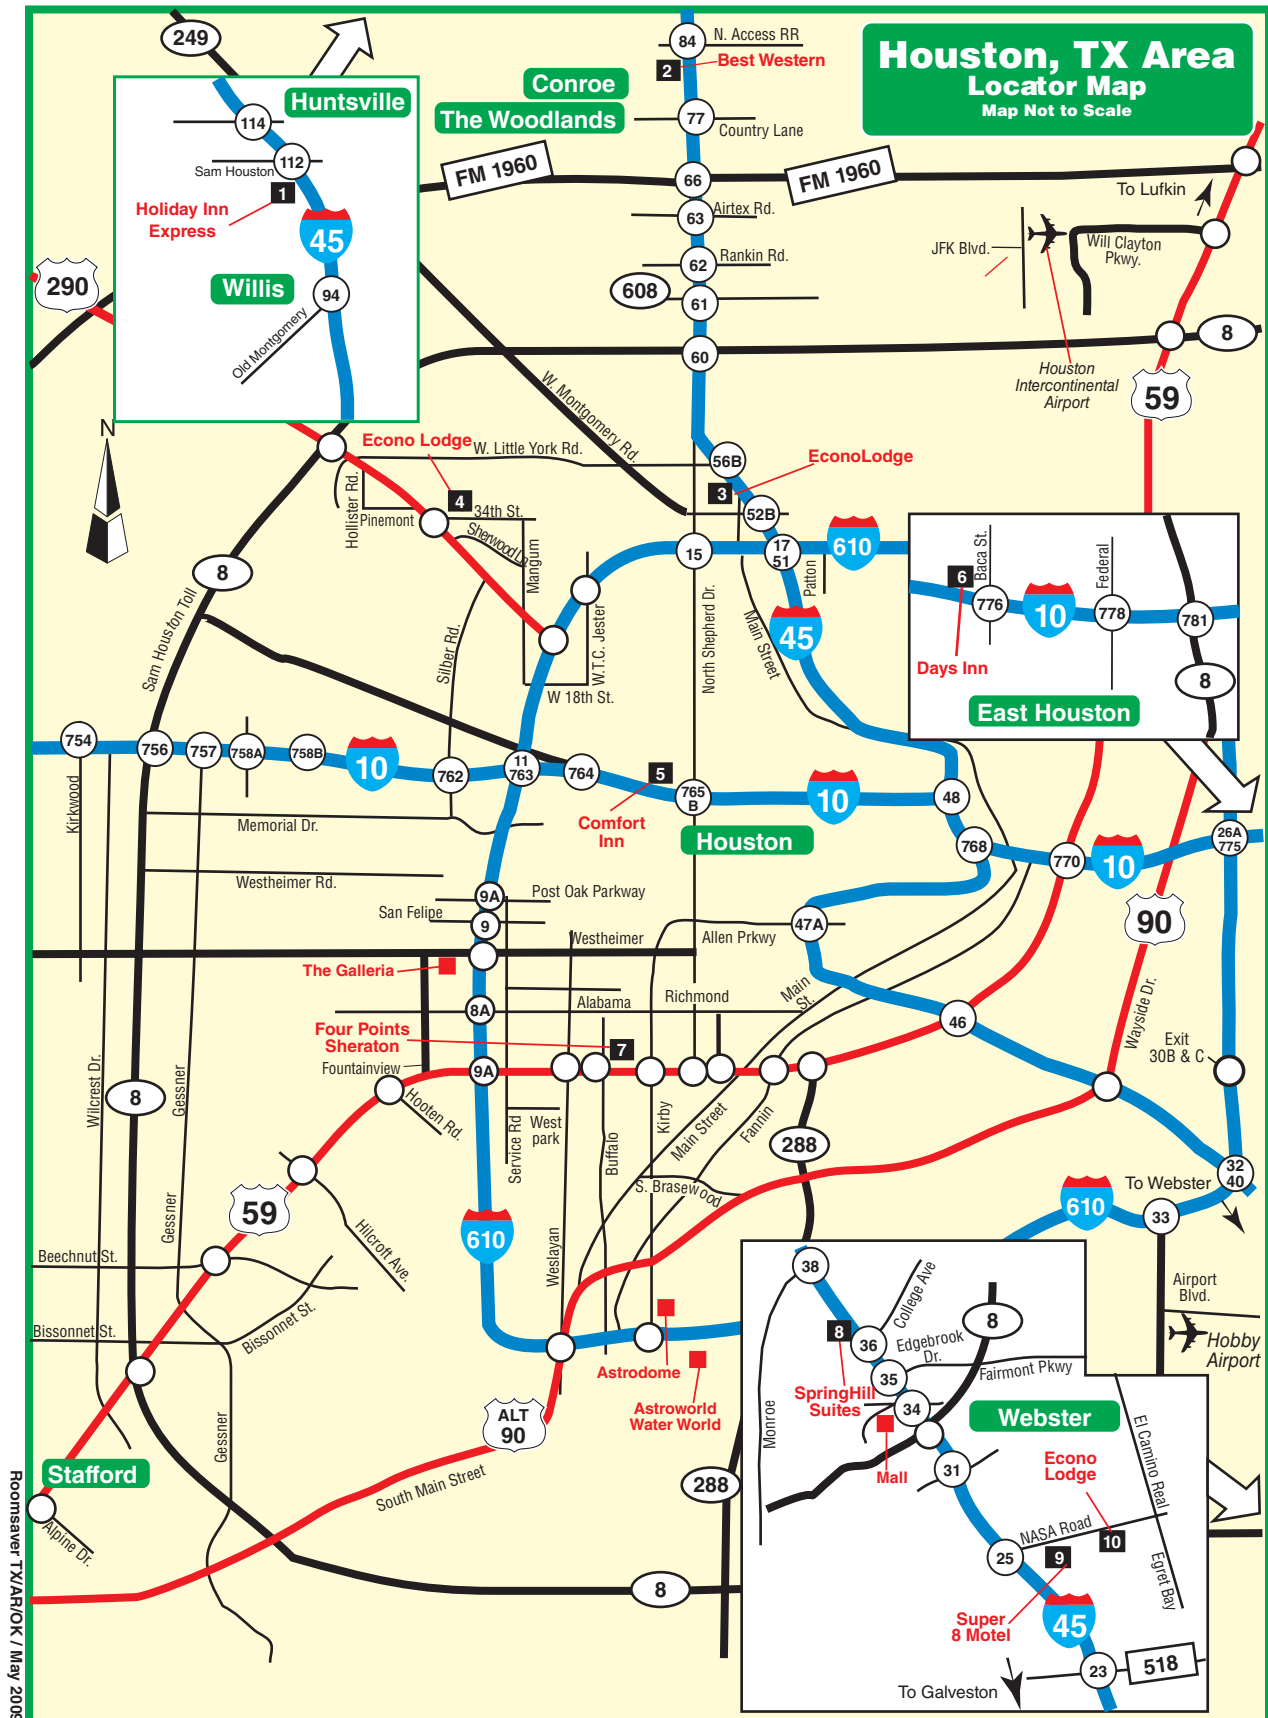 Houston, TX Area
Locator Map
Map Not to Scale
249
84
N. Access RR
2
Best Western
Conroe
The Woodlands
77
Country Lane
Huntsville
114
112
Sam Houston
1
Holiday Inn
Express
45
Willis
94
Old Montgomery
FM 1960
66
FM 1960
To Lufkin
63
Airtex Rd.
62
Rankin Rd.
608
61
60
JFK Blvd.
Will Clayton
Pkwy.
8
Houston
Intercontinental
Airport
59
290
N
W. Montgomery Rd.
Econo Lodge
W. Little York Rd.
56B
EconoLodge
3
52B
4
34th St.
Hollister Rd.
Pinemont
Sherwood Ln.
Mangum
15
17
51
610
Patton
8
Sam Houston Toll
Silber Rd.
W.T.C. Jester
W 18th St.
North Shepherd Dr.
Main Street
45
6
Baca St.
776
10
Federal
778
781
Days Inn
8
East Houston
754
756
757
758A
758B
10
762
11
763
764
5
765
B
10
48
Comfort
Inn
Houston
768
770
10
26A
775
Kirkwood
Memorial Dr.
Westheimer Rd.
9A
Post Oak Parkway
San Felipe
9
Westheimer
Allen Prkwy
47A
90
The Galleria
8A
Alabama
Richmond
Main
St.
46
Wayside Dr.
Exit
30B & C
Four Points
Sheraton
7
Fountainview
9A
Hooten Rd.
Wilcrest Dr.
8
Gessner
Service Rd
West
park
Buffalo
Kirby
Main Street
Fannin
288
S. Brasewood
32
40
To Webster
610
33
59
Gessner
Hilcroft Ave.
610
Weslayan
Beechnut St.
Bissonnet St.
Bissonnet St.
Airport
Blvd.
Hobby
Airport
Astrodome
Astroworld
Water World
ALT
90
South Main Street
Gessner
Stafford
Alpine Dr.
288
8
38
8
36
College Ave
8
Edgebrook
Dr.
35
Fairmont Pkwy
SpringHill
Suites
34
Mall
Monroe
Webster
31
Econo
Lodge
El Camino Real
NASA Road
10
25
9
Egret Bay
Super
8 Motel
45
23
518
To Galveston
Roomsaver TX/AR/OK / May 2009